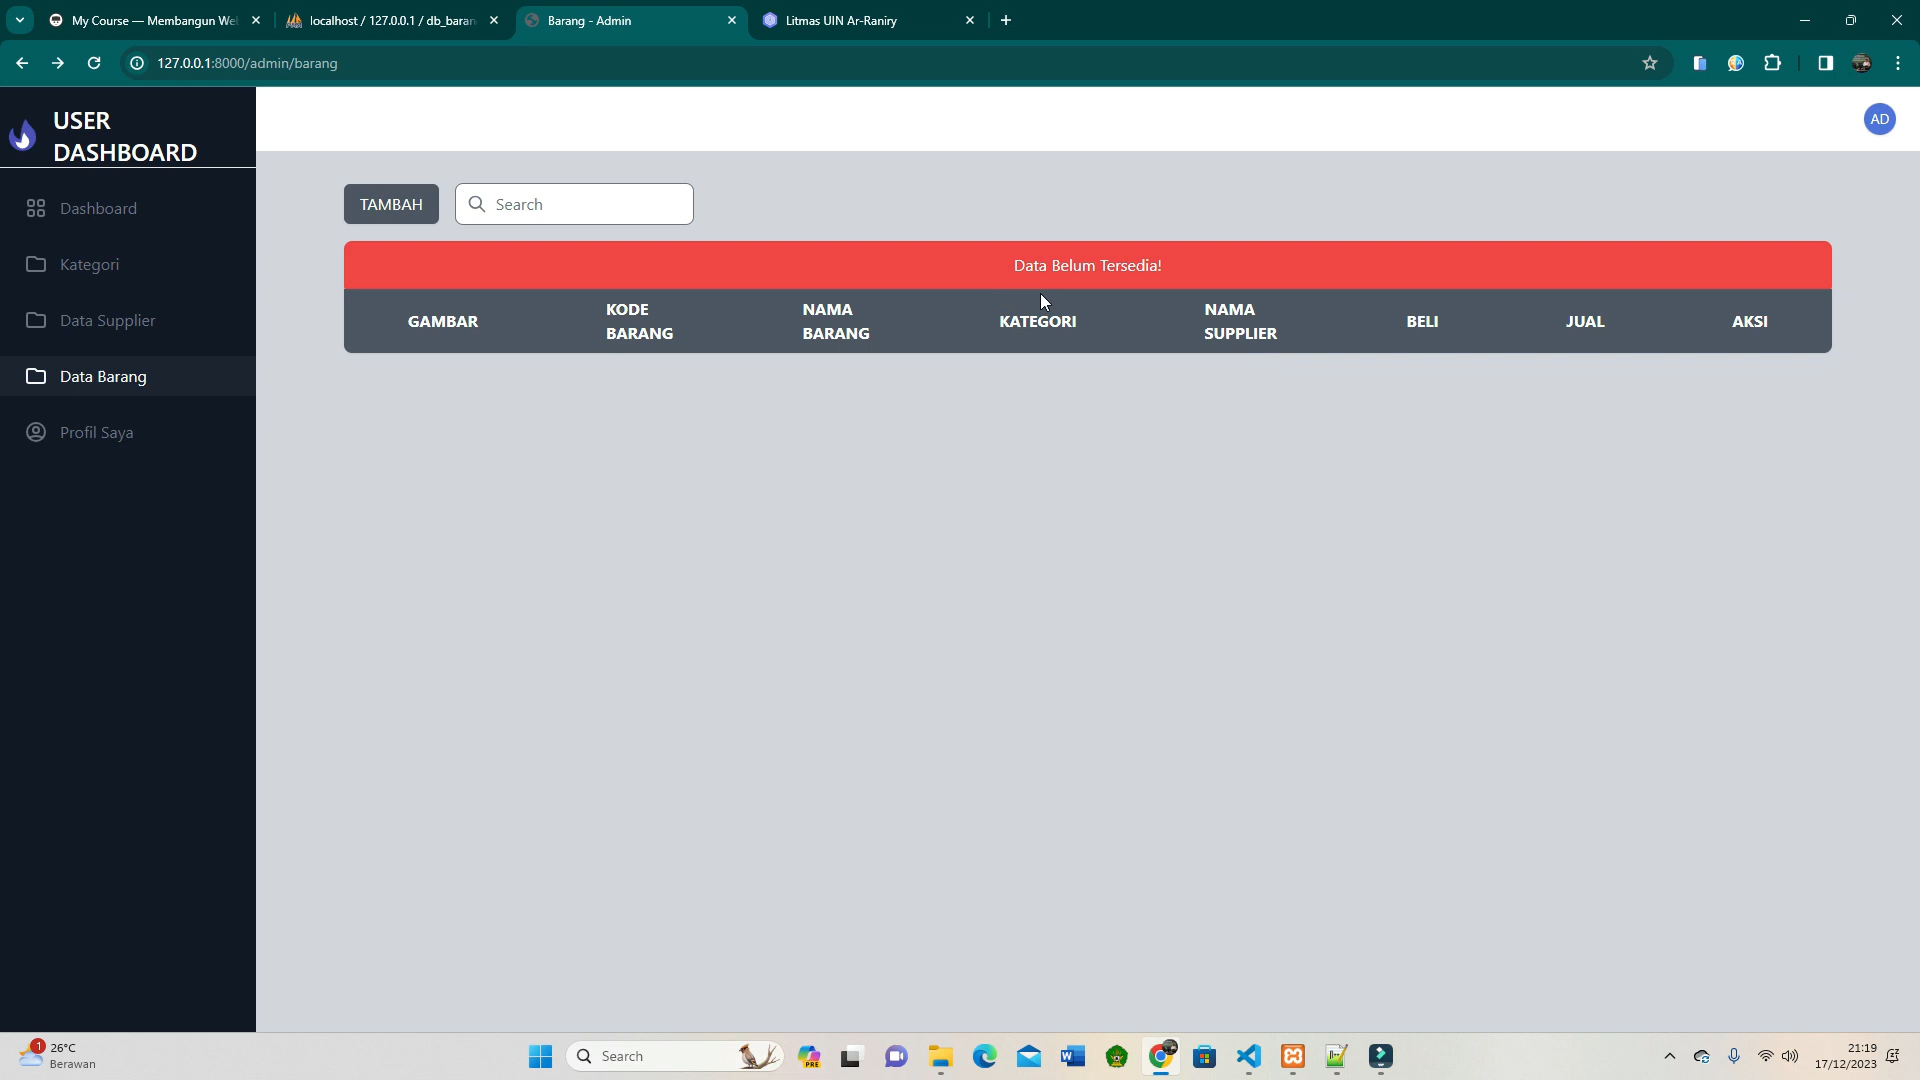 My Course — Membangun We
localhost / 127.0.0.1 / db_baran
Barang - Admin
Litmas UIN Ar-Raniry
127.0.0.1:8000/admin/barang
USER
DASHBOARD
AD
Dashboard
Kategori
Data Supplier
Data Barang
Profil Saya
TAMBAH
Search
Data Belum Tersedia!
GAMBAR
KODE
BARANG
NAMA
BARANG
KATEGORI
NAMA
SUPPLIER
BELI
JUAL
AKSI
1
26°C
Berawan
Search
PRE
21:19
17/12/2023